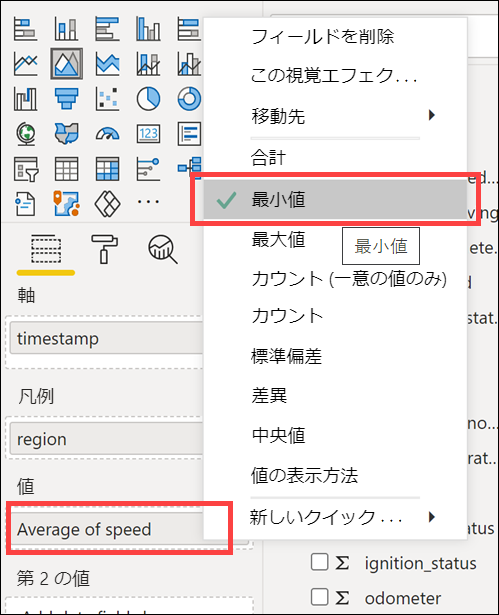 フィールドを削除
この視覚エフェク...
移動先
合計
最小値
最大値
最小値
カウント (一意の値のみ)
カウント
標準偏差
差異
中央値
値の表示方法
新しいクイック...
123
軸
timestamp
凡例
region
値
Average of speed
第 2 の値
ignition_status
odometer